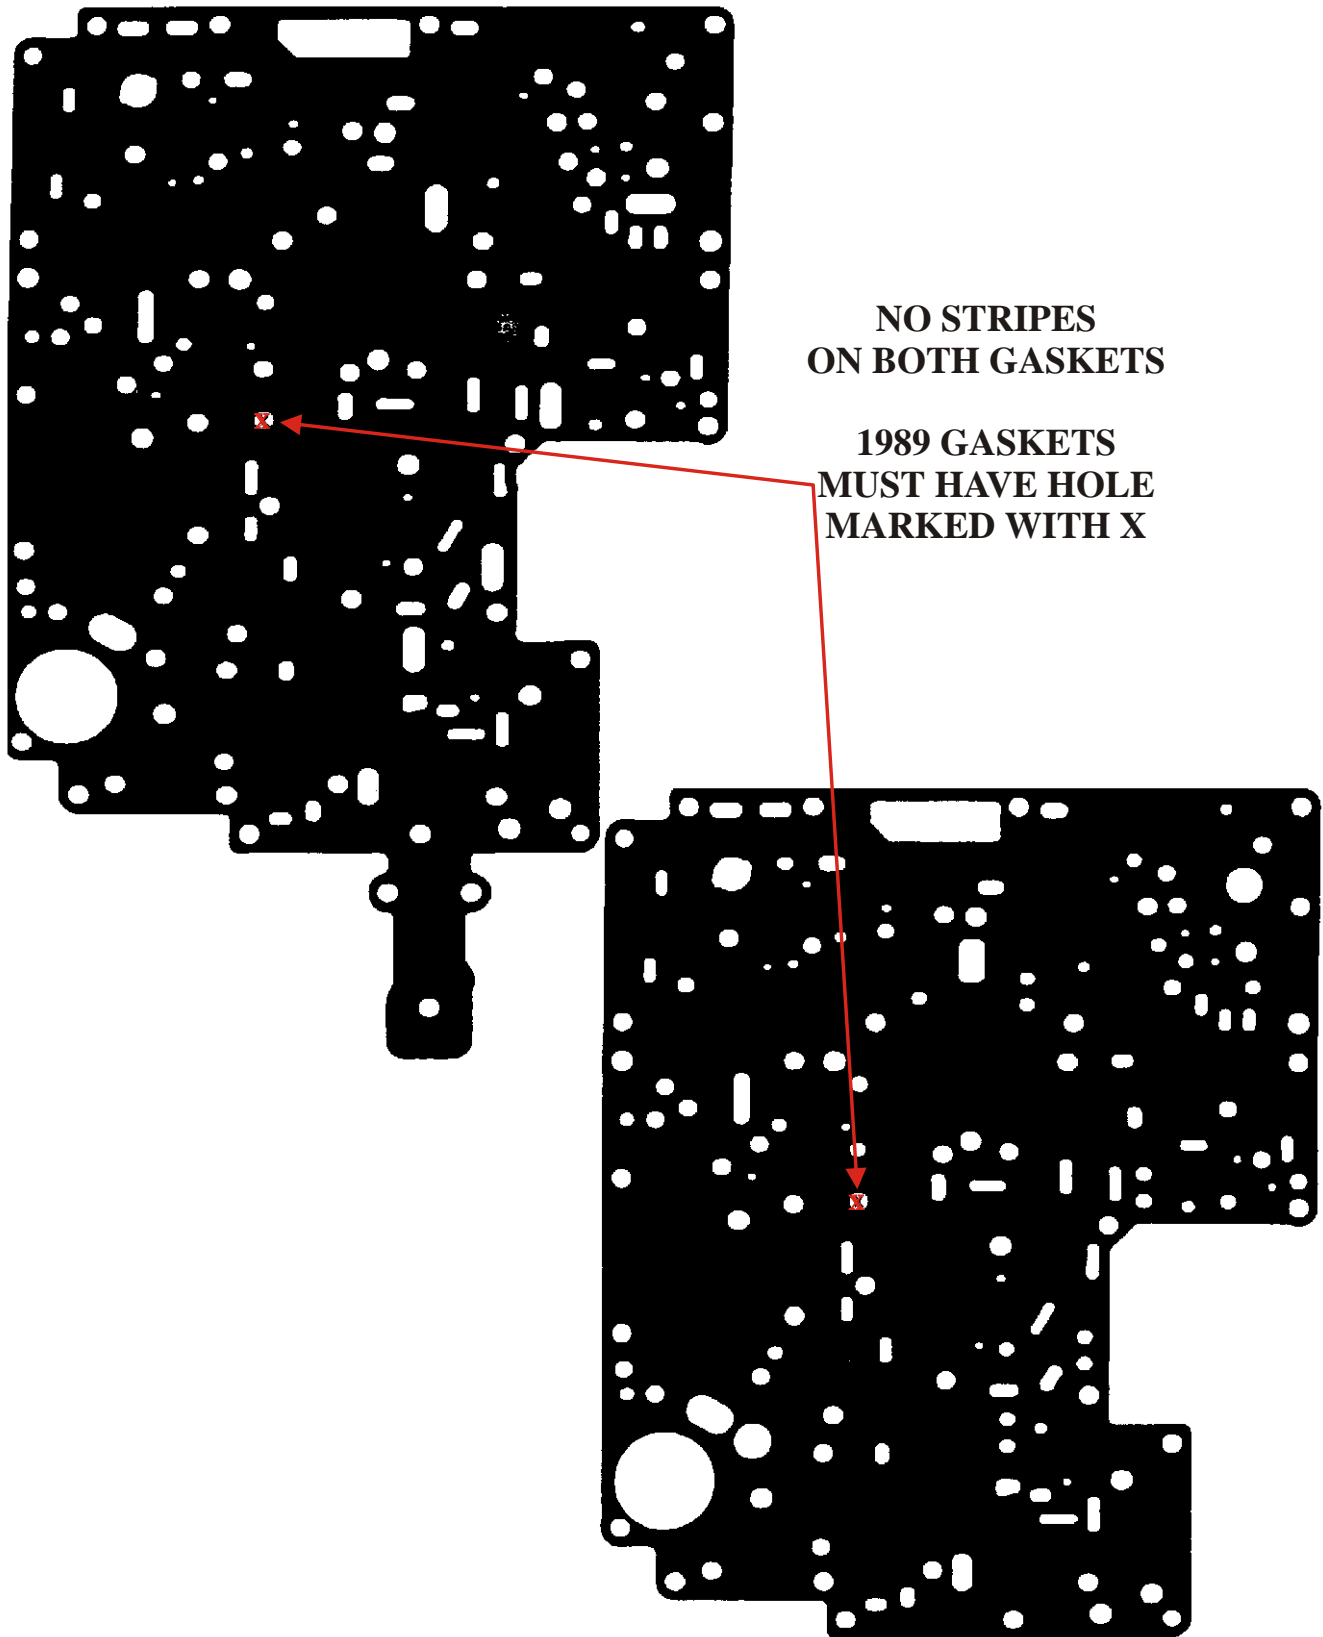 NO STRIPES
ON BOTH GASKETS
1989 GASKETS
MUST HAVE HOLE
MARKED WITH X
X
X